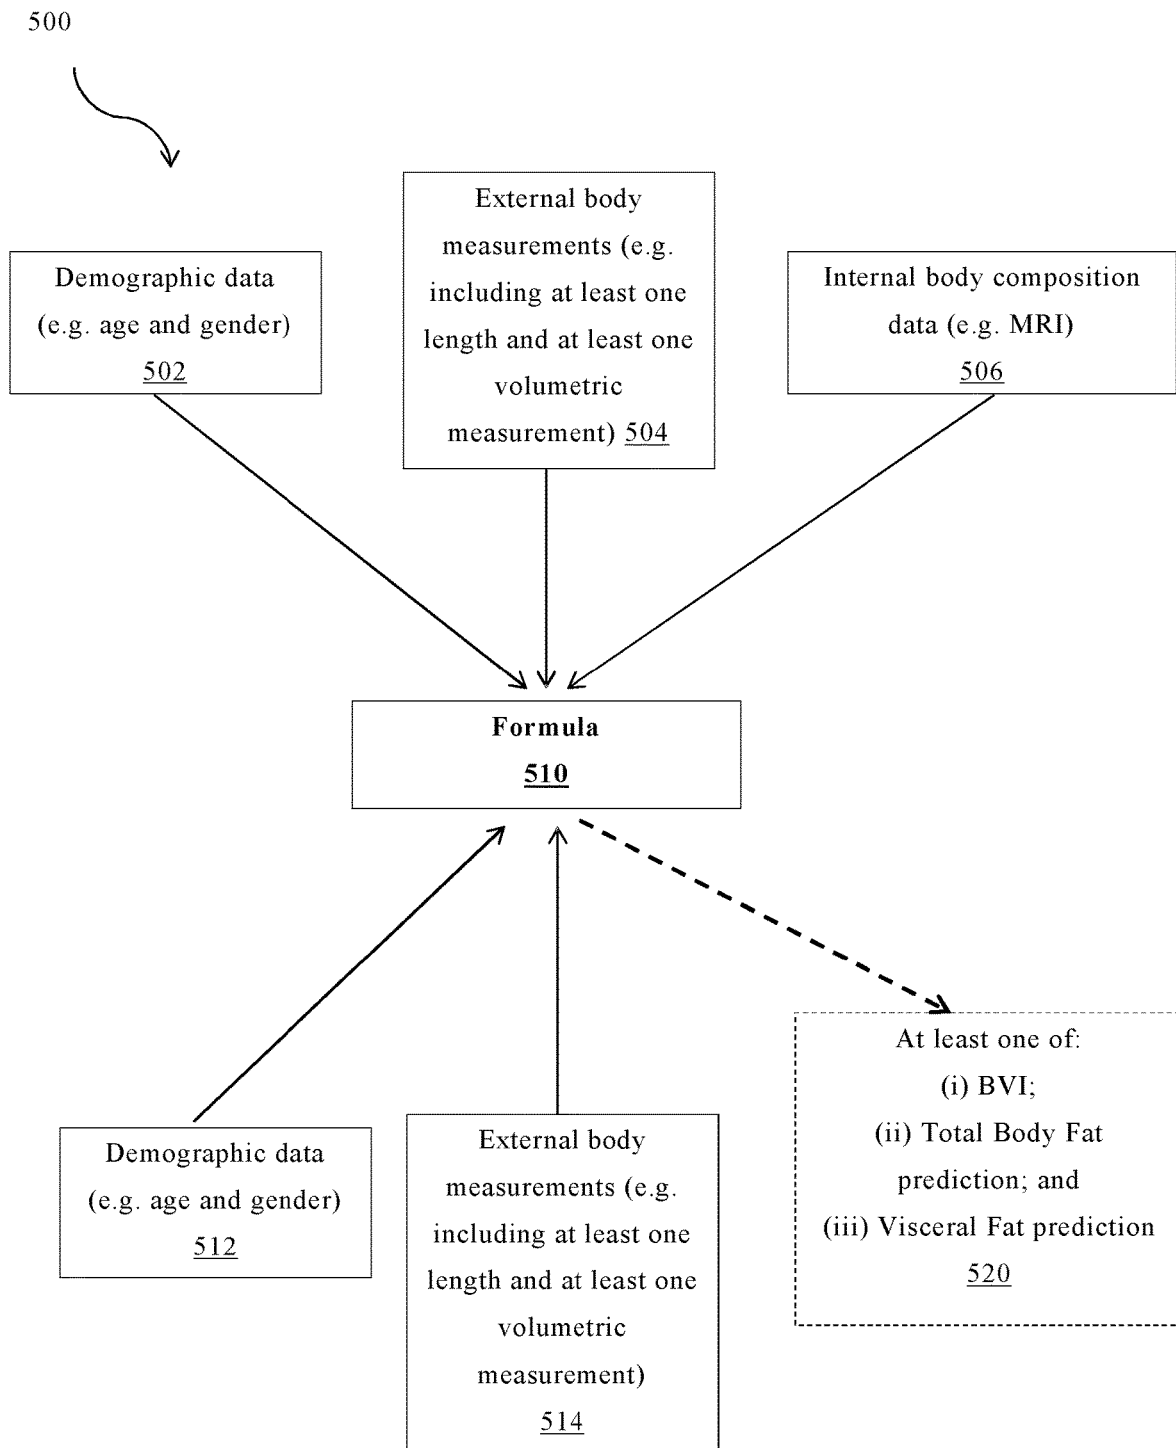 500
External body
measurements (e.g.
including at least one
length and at least one
volumetric
measurement) 504
Demographic data
(e.g. age and gender)
502
Internal body composition
data (e.g. MRI)
506
Formula
510
Demographic data
(e.g. age and gender)
512
External body
measurements (e.g.
including at least one
length and at least one
volumetric
measurement)
514
At least one of:
(i) BVI;
(ii) Total Body Fat
prediction; and
(iii) Visceral Fat prediction
520